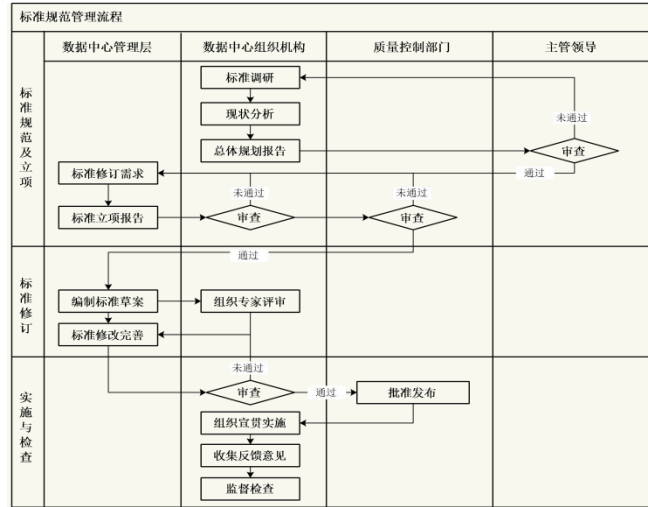 标准规范管理流程
数据中心管理层 数据中心组织机构 质量控制部门 主管领导
标准规范及立项
标准调研
现状分析
未通过
总体规划报告
审查
通过
标准修订需求
未通过
未通过
标准立项报告
审查
审查
通过
标准修订
编制标准草案
组织专家评审
标准修改完善
未通过
实施与检查
审查
通过
批准发布
组织宣贯实施
收集反馈意见
监督检查